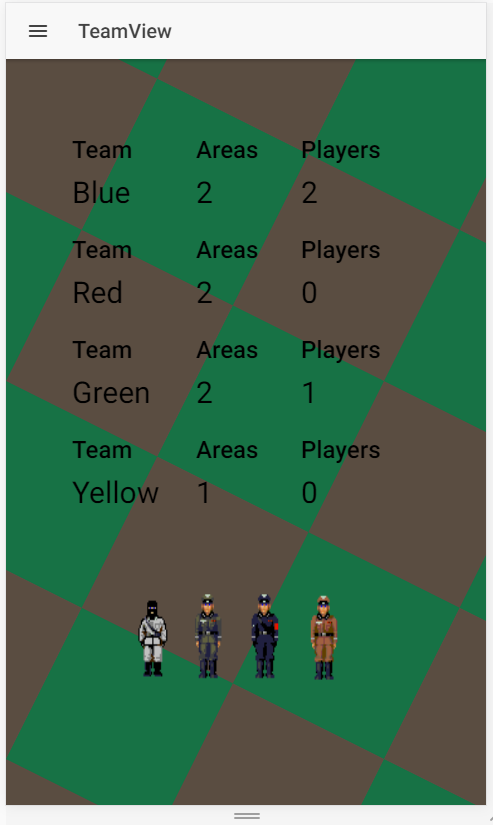 TeamView
Team Areas Players
Blue 2 2
Team Areas Players
Red 2 0
Team Areas Players
Green 2 1
Team Areas Players
Yellow 1 0